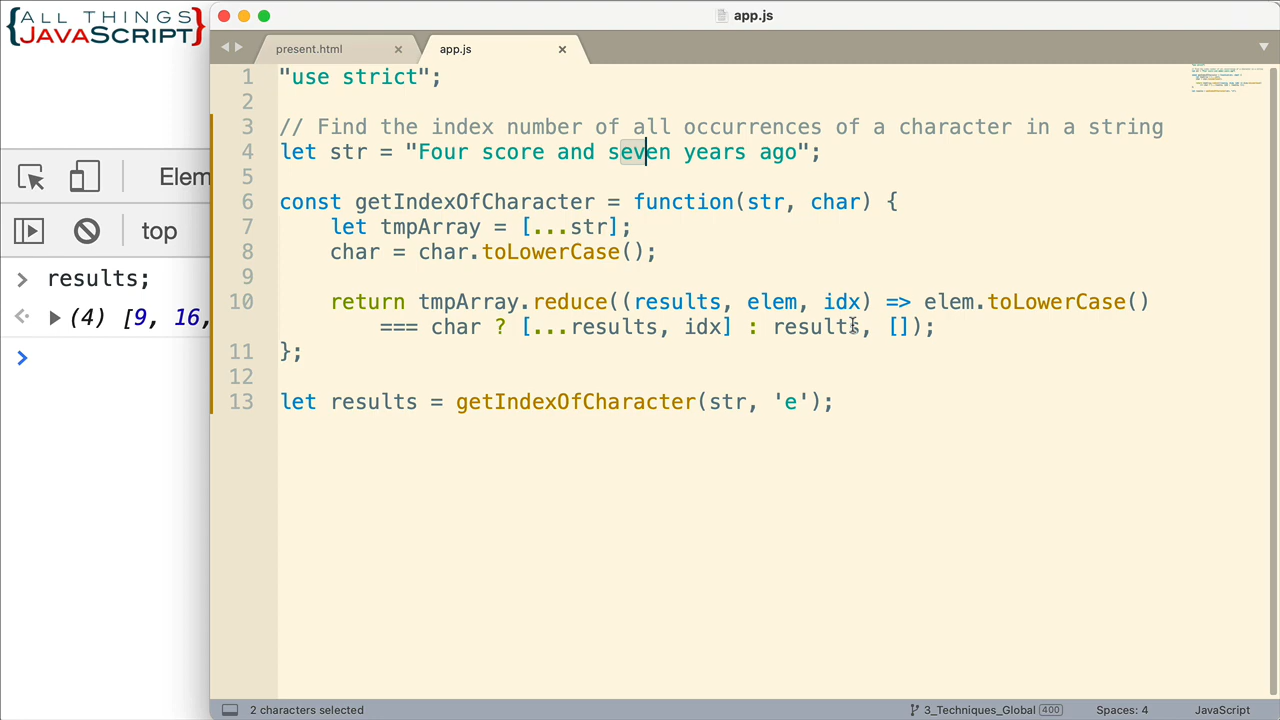 {ALL THINGS
JAVASCRIPT}
app.js
present.html
app.js
1 "use strict";
2
3 // Find the index number of all occurrences of a character in a string
4 let str = "Four score and seven years ago";
5
6 const getIndexOfCharacter = function(str, char) {
7 let tmpArray = [...str];
8 char = char.toLowerCase();
9
10 return tmpArray.reduce((results, elem, idx) => elem.toLowerCase()
=== char ? [...results, idx] : results, []);
11 };
12
13 let results = getIndexOfCharacter(str, 'e');
Elem
top
results;
(4) [9, 16,
2 characters selected
3_Techniques_Global 400
Spaces: 4
JavaScript